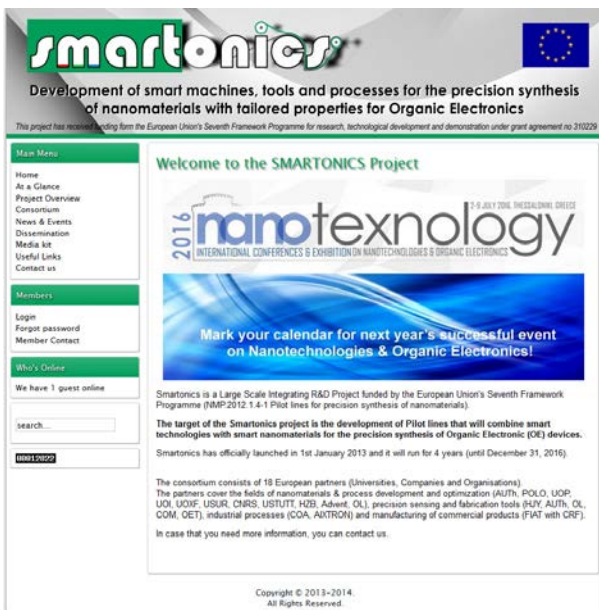 smartonics
Development of smart machines, tools and processes for the precision synthesis
of nanomaterials with tailored properties for Organic Electronics
This project has received funding form the European Union's Seventh Framework Programme for research, technological development and demonstration under grant agreement no 310229
Main Menu
Home
At a Glance
Project Overview
Consortium
News & Events
Dissemination
Media kit
Useful Links
Contact us
Members
Login
Forgot password
Member Contact
Who's Online
We have 1 guest online
search...
00012022
Welcome to the SMARTONICS Project
2-9 JULY 2016, THESSALONIKI, GREECE
2016 nanotexnology
INTERNATIONAL CONFERENCES & EXHIBITION ON NANOTECHNOLOGIES & ORGANIC ELECTRONICS
Mark your calendar for next year's successful event
on Nanotechnologies & Organic Electronics!
Smartonics is a Large Scale Integrating R&D Project funded by the European Union's Seventh Framework
Programme (NMP.2012.1.4-1 Pilot lines for precision synthesis of nanomaterials).
The target of the Smartonics project is the development of Pilot lines that will combine smart
technologies with smart nanomaterials for the precision synthesis of Organic Electronic (OE) devices.
Smartonics has officially launched in 1st January 2013 and it will run for 4 years (until December 31, 2016).
The consortium consists of 18 European partners (Universities, Companies and Organisations).
The partners cover the fields of nanomaterials & process development and optimization (AUTh, POLO, UOP,
UOI, UOXF, USUR, CNRS, USTUTT, HZB, Advent, OL), precision sensing and fabrication tools (HJY, AUTh, OL,
COM, OET), industrial processes (COA, AIXTRON) and manufacturing of commercial products (FIAT with CRF).
In case that you need more information, you can contact us.
Copyright © 2013-2014.
All Rights Reserved.